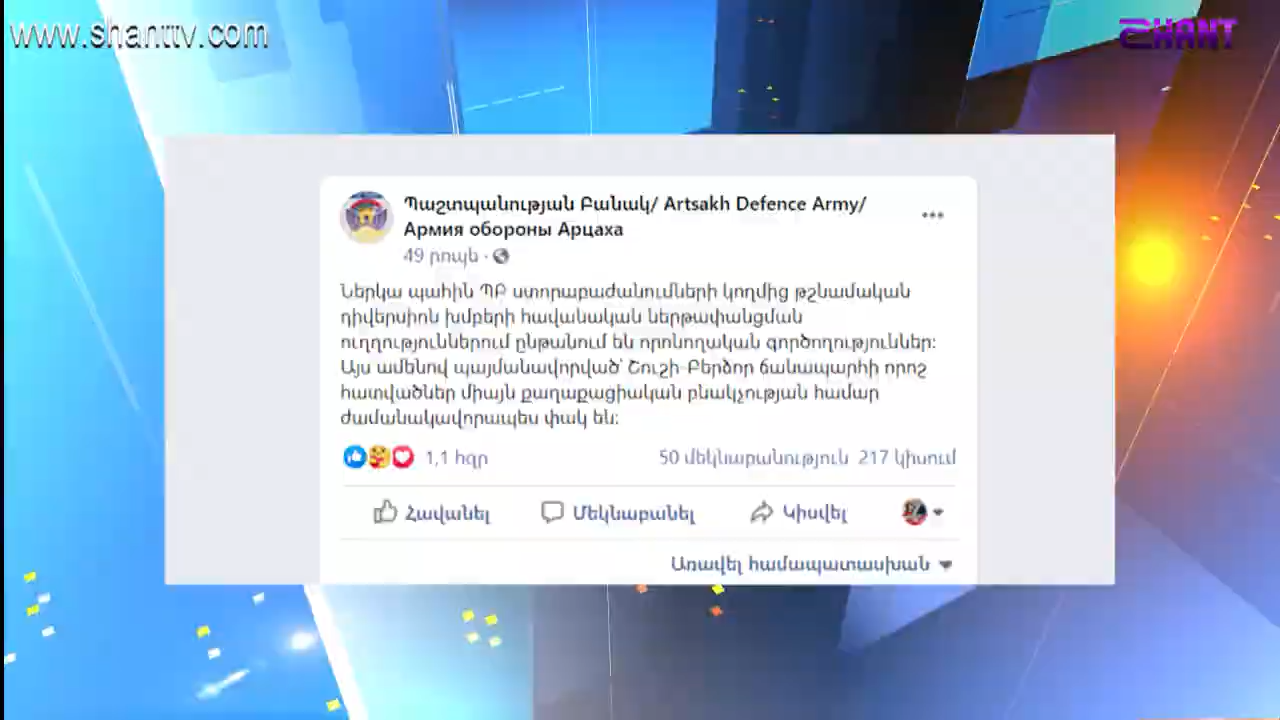 www.shanttv.com
SHANT
Պաշտպանության Բանակ/ Artsakh Defence Army/
Армия обороны Арцаха
49 րոպե ·
Ներկա պահին ՊԲ ստորաբաժանումների կողմից թշնամական
դիվերսիոն խմբերի հավանական ներթափանցման
ուղղություններում ընթանում են որոնողական գործողություններ:
Այս ամենով պայմանավորված՝ Շուշի-Բերձոր ճանապարհի որոշ
հատվածներ միայն քաղաքացիական բնակչության համար
ժամանակավորապես փակ են:
1,1 հզր
50 մեկնաբանություն 217 կիսում
Հավանել
Մեկնաբանել
Կիսվել
Առավել համապատասխան